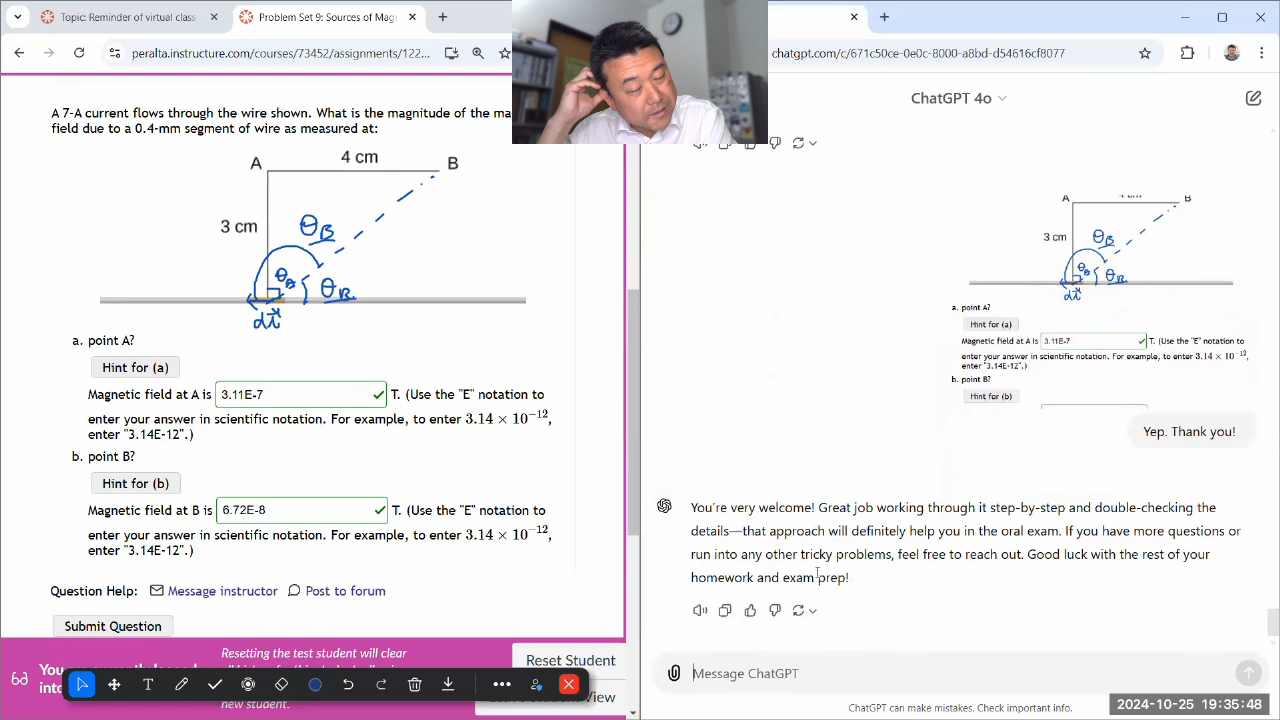 Topic: Reminder of virtual class
Problem Set 9: Sources of Mag
peralta.instructure.com/courses/73452/assignments/122...
chatgpt.com/c/671c50ce-0e0c-8000-a8bd-d54616cf8077
A 7-A current flows through the wire shown. What is the magnitude of the ma
field due to a 0.4-mm segment of wire as measured at:
A
4 cm
B
3 cm
θB
θA
θB
dl
a. point A?
Hint for (a)
Magnetic field at A is 3.11E-7 T. (Use the "E" notation to
enter your answer in scientific notation. For example, to enter 3.14 × 10⁻¹²,
enter "3.14E-12".)
b. point B?
Hint for (b)
Magnetic field at B is 6.72E-8 T. (Use the "E" notation to
enter your answer in scientific notation. For example, to enter 3.14 × 10⁻¹²,
enter "3.14E-12".)
Question Help: Message instructor Post to forum
Submit Question
Resetting the test student will clear
Reset Student
new student.
View
ChatGPT 4o
A
B
3 cm
θB
θA
θB
dl
a. point A?
Hint for (a)
Magnetic field at A is 3.11E-7 T. (Use the "E" notation to
enter your answer in scientific notation. For example, to enter 3.14 × 10⁻¹²,
enter "3.14E-12".)
b. point B?
Hint for (b)
Yep. Thank you!
You're very welcome! Great job working through it step-by-step and double-checking the
details—that approach will definitely help you in the oral exam. If you have more questions or
run into any other tricky problems, feel free to reach out. Good luck with the rest of your
homework and exam prep!
Message ChatGPT
ChatGPT can make mistakes. Check important info.
2024-10-25 19:35:48